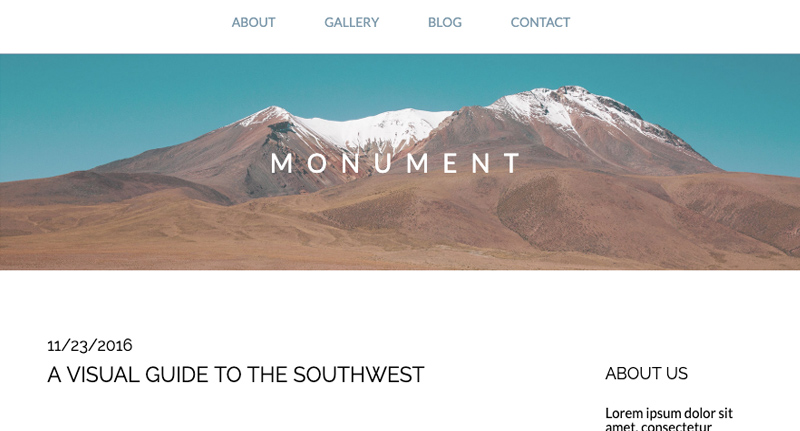 ABOUT GALLERY BLOG CONTACT
MONUMENT
11/23/2016
A VISUAL GUIDE TO THE SOUTHWEST
ABOUT US
Lorem ipsum dolor sit
amet, consectetur